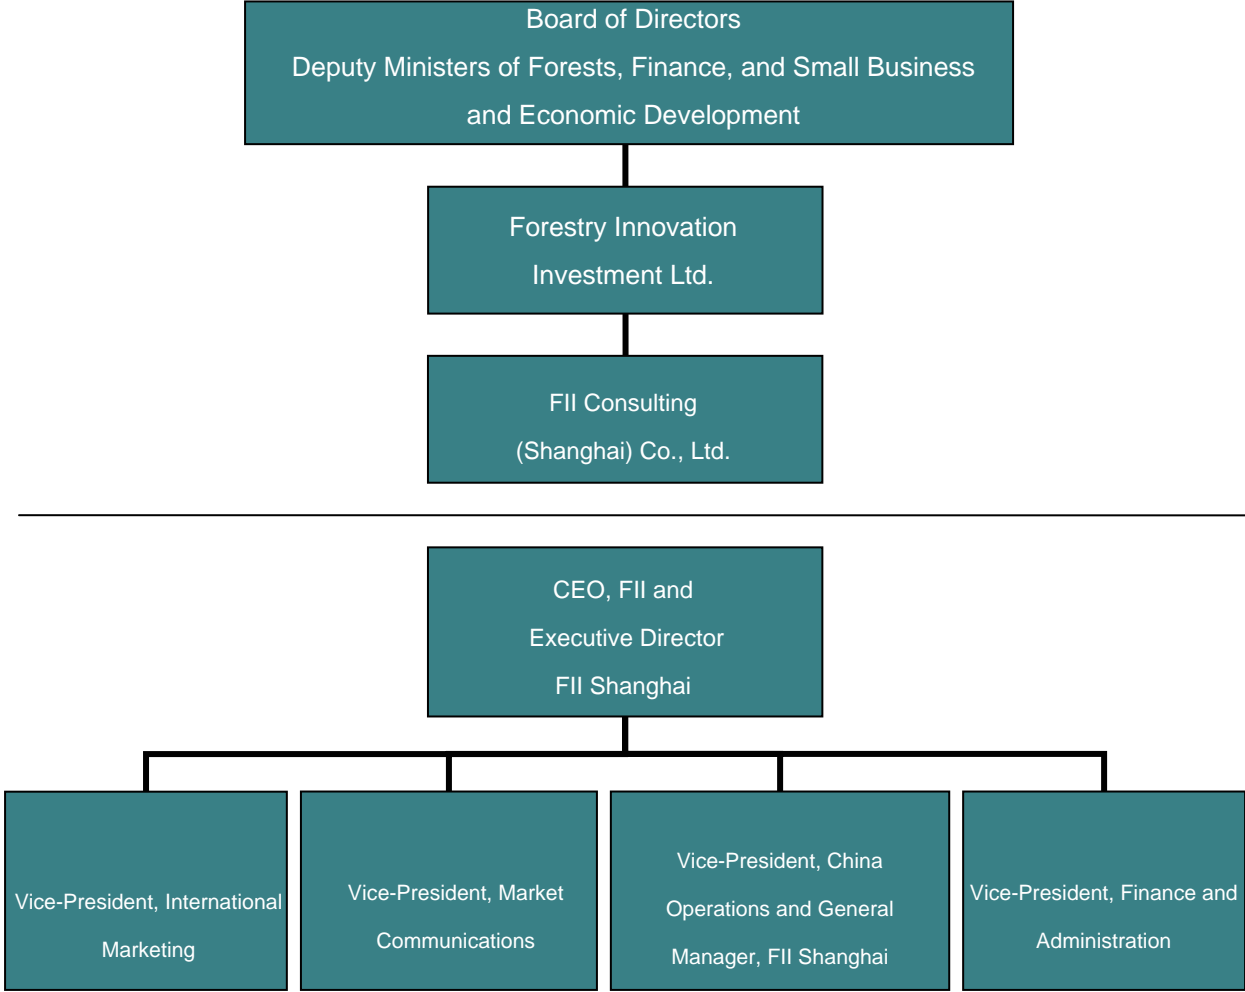 Board of Directors
Deputy Ministers of Forests, Finance, and Small Business
and Economic Development
Forestry Innovation
Investment Ltd.
FII Consulting
(Shanghai) Co., Ltd.
CEO, FII and
Executive Director
FII Shanghai
Vice-President, International
Marketing
Vice-President, Market
Communications
Vice-President, China
Operations and General
Manager, FII Shanghai
Vice-President, Finance and
Administration